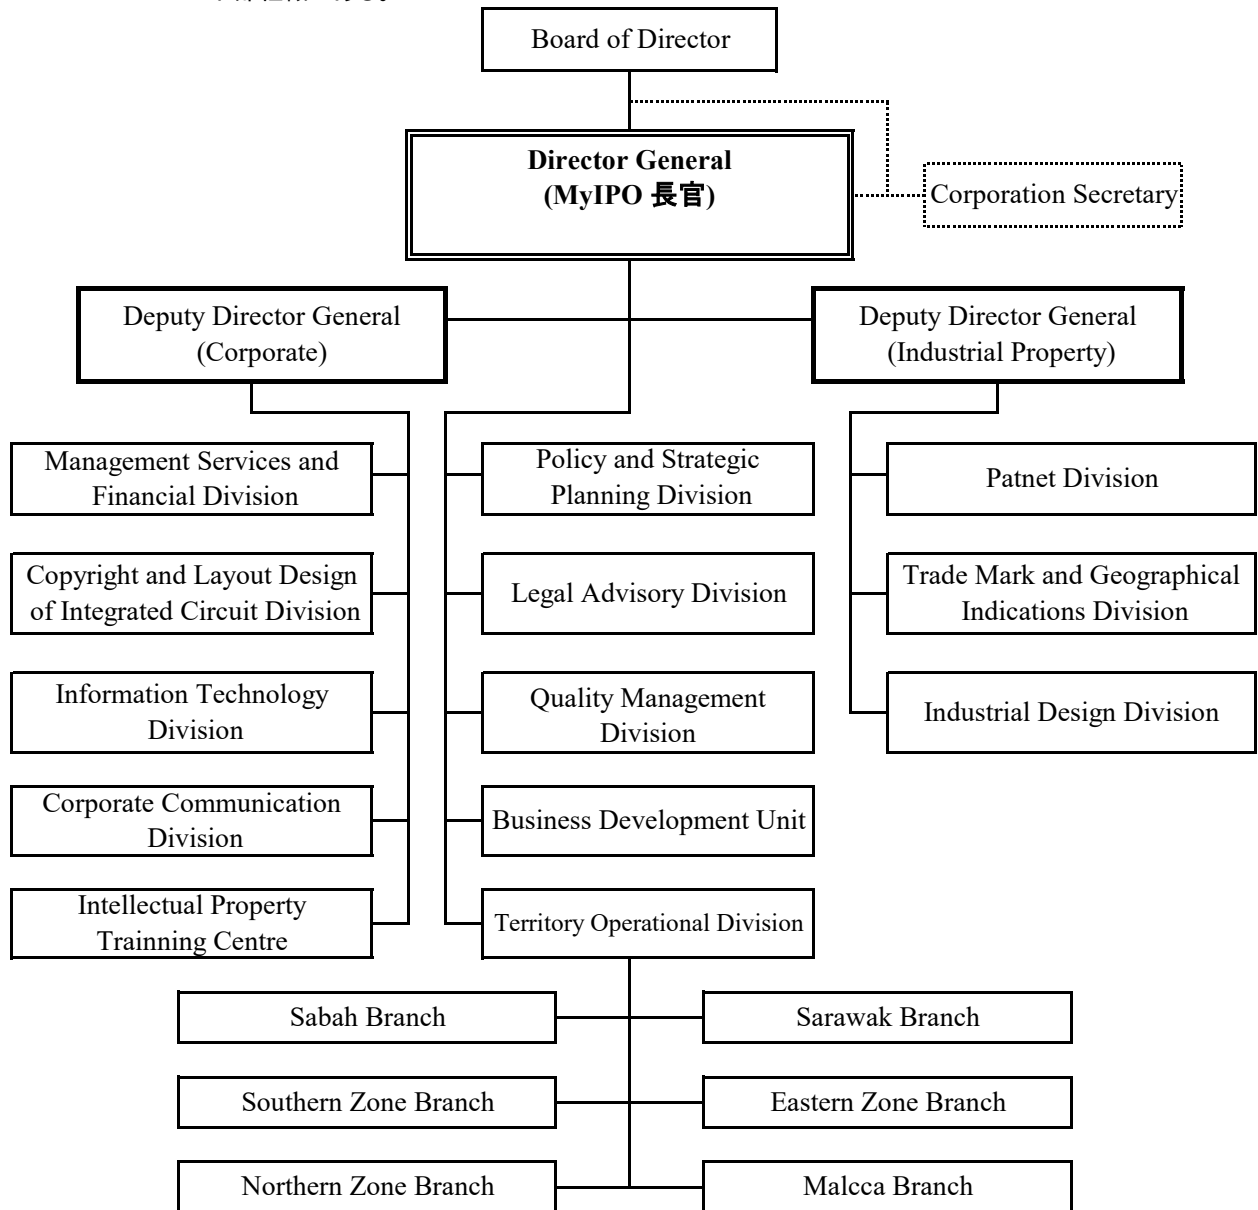 Board of Director
Director General
(MyIPO 長官)
Corporation Secretary
Deputy Director General
(Corporate)
Deputy Director General
(Industrial Property)
Management Services and
Financial Division
Policy and Strategic
Planning Division
Patnet Division
Copyright and Layout Design
of Integrated Circuit Division
Legal Advisory Division
Trade Mark and Geographical
Indications Division
Information Technology
Division
Quality Management
Division
Industrial Design Division
Corporate Communication
Division
Business Development Unit
Intellectual Property
Trainning Centre
Territory Operational Division
Sabah Branch
Sarawak Branch
Southern Zone Branch
Eastern Zone Branch
Northern Zone Branch
Malcca Branch